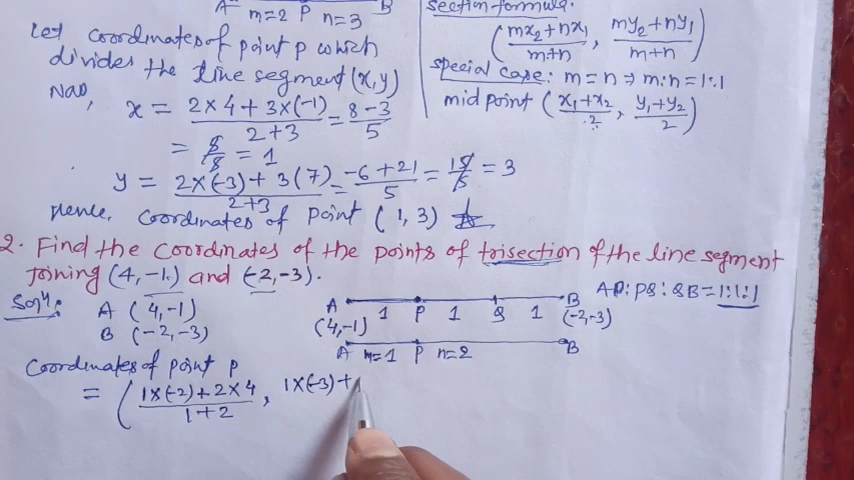 A m=2 P n=3 B
Let coordinates of point p which
divides the line segment (x,y)
Now,
x = 2×4+3×(-1)/2+3 = 8-3/5
= 5/5 = 1
y = 2×(-3)+3(7)/2+3 = -6+21/5 = 15/5 = 3
Hence, coordinates of point (1,3)
section formula:
(mx₂+nx₁/m+n, my₂+ny₁/m+n)
special case: m=n ⇒ m:n=1:1
mid point (x₁+x₂/2, y₁+y₂/2)
2. Find the coordinates of the points of trisection of the line segment
joining (4,-1) and (-2,-3).
Solⁿ:
A (4,-1)
B (-2,-3)
A 1 P 1 Q 1 B
(4,-1) (-2,-3)
AP:PQ:QB=1:1:1
A m=1 P n=2 B
Coordinates of point p
= (1×(-2)+2×4/1+2, 1×(-3)+